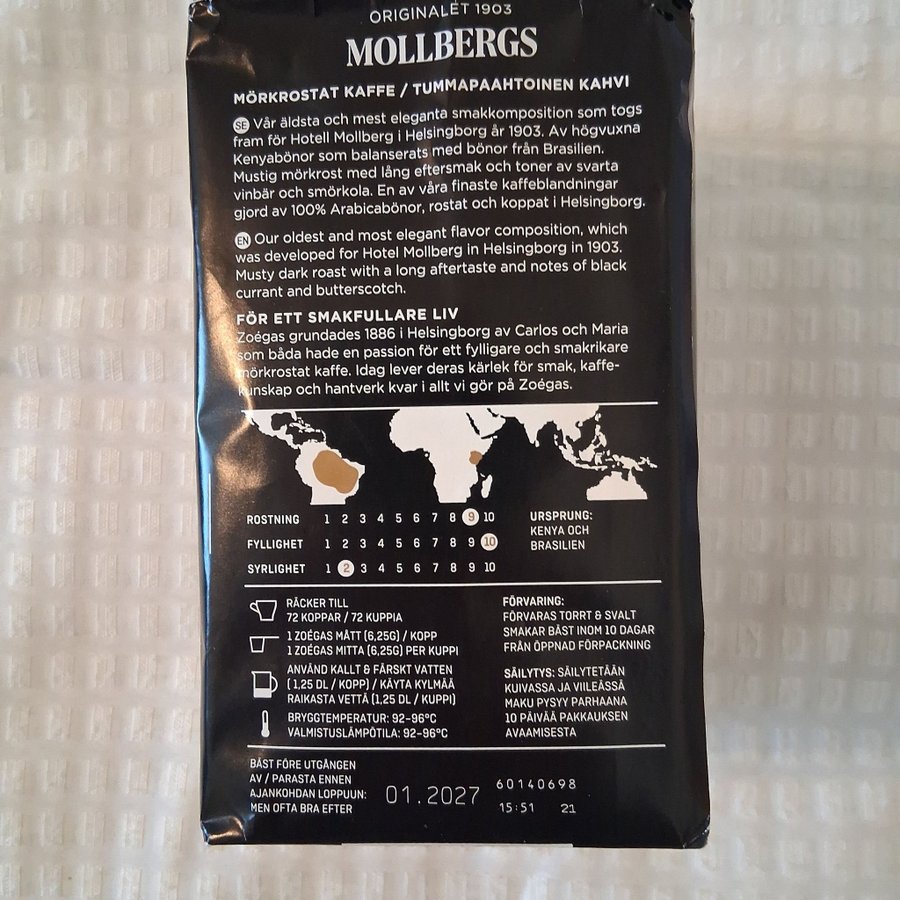 ORIGINALET 1903
MOLLBERGS
MÖRKROSTAT KAFFE / TUMMAPAAHTOINEN KAHVI
SE Vår äldsta och mest eleganta smakkomposition som togs
fram för Hotell Mollberg i Helsingborg år 1903. Av högvuxna
Kenyabönor som balanserats med bönor från Brasilien.
Mustig mörkrost med lång eftersmak och toner av svarta
vinbär och smörkola. En av våra finaste kaffeblandningar
gjord av 100% Arabicabönor, rostat och koppat i Helsingborg.
EN Our oldest and most elegant flavor composition, which
was developed for Hotel Mollberg in Helsingborg in 1903.
Musty dark roast with a long aftertaste and notes of black
currant and butterscotch.
FÖR ETT SMAKFULLARE LIV
Zoégas grundades 1886 i Helsingborg av Carlos och Maria
som båda hade en passion för ett fylligare och smakrikare
mörkrostat kaffe. Idag lever deras kärlek för smak, kaffe-
kunskap och hantverk kvar i allt vi gör på Zoégas.
ROSTNING 1 2 3 4 5 6 7 8 9 10
FYLLIGHET 1 2 3 4 5 6 7 8 9 10
SYRLIGHET 1 2 3 4 5 6 7 8 9 10
URSPRUNG:
KENYA OCH
BRASILIEN
RÄCKER TILL
72 KOPPAR / 72 KUPPIA
1 ZOÉGAS MÅTT (6,25G) / KOPP
1 ZOÉGAS MITTA (6,25G) PER KUPPI
ANVÄND KALLT & FÄRSKT VATTEN
(1,25 DL / KOPP) / KÄYTÄ KYLMÄÄ
RAIKASTA VETTÄ (1,25 DL / KUPPI)
BRYGGTEMPERATUR: 92-96°C
VALMISTUSLÄMPÖTILA: 92-96°C
FÖRVARING:
FÖRVARAS TORRT & SVALT
SMAKAR BÄST INOM 10 DAGAR
FRÅN ÖPPNAD FÖRPACKNING
SÄILYTYS: SÄILYTETÄÄN
KUIVASSA JA VIILEÄSSÄ
MAKU PYSYY PARHAANA
10 PÄIVÄÄ PAKKAUKSEN
AVAAMISESTA
BÄST FÖRE UTGÅNGEN
AV / PARASTA ENNEN
AJANKOHDAN LOPPUUN:
MEN OFTA BRA EFTER
01.2027
60140698
15:51 21